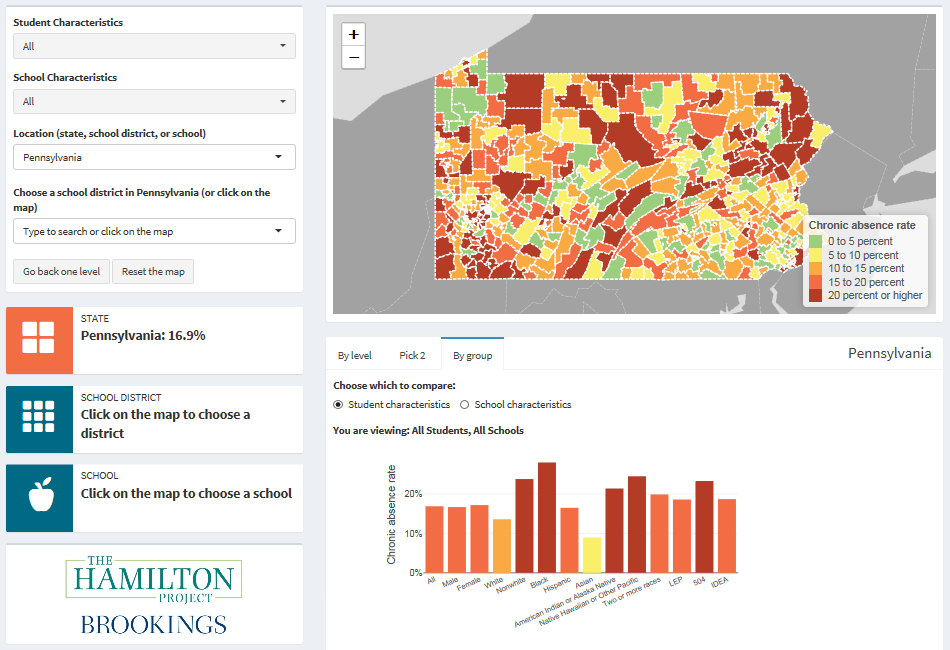 Student Characteristics
All
School Characteristics
All
Location (state, school district, or school)
Pennsylvania
Choose a school district in Pennsylvania (or click on the
map)
Type to search or click on the map
Go back one level
Reset the map
STATE
Pennsylvania: 16.9%
SCHOOL DISTRICT
Click on the map to choose a
district
SCHOOL
Click on the map to choose a school
THE
HAMILTON
PROJECT
BROOKINGS
+
−
Chronic absence rate
0 to 5 percent
5 to 10 percent
10 to 15 percent
15 to 20 percent
20 percent or higher
By level
Pick 2
By group
Pennsylvania
Choose which to compare:
Student characteristics
School characteristics
You are viewing: All Students, All Schools
Chronic absence rate
20%
10%
0%
All
Male
Female
White
Nonwhite
Black
Hispanic
Asian
American Indian or Alaska Native
Native Hawaiian or Other Pacific
Two or more races
LEP
504
IDEA